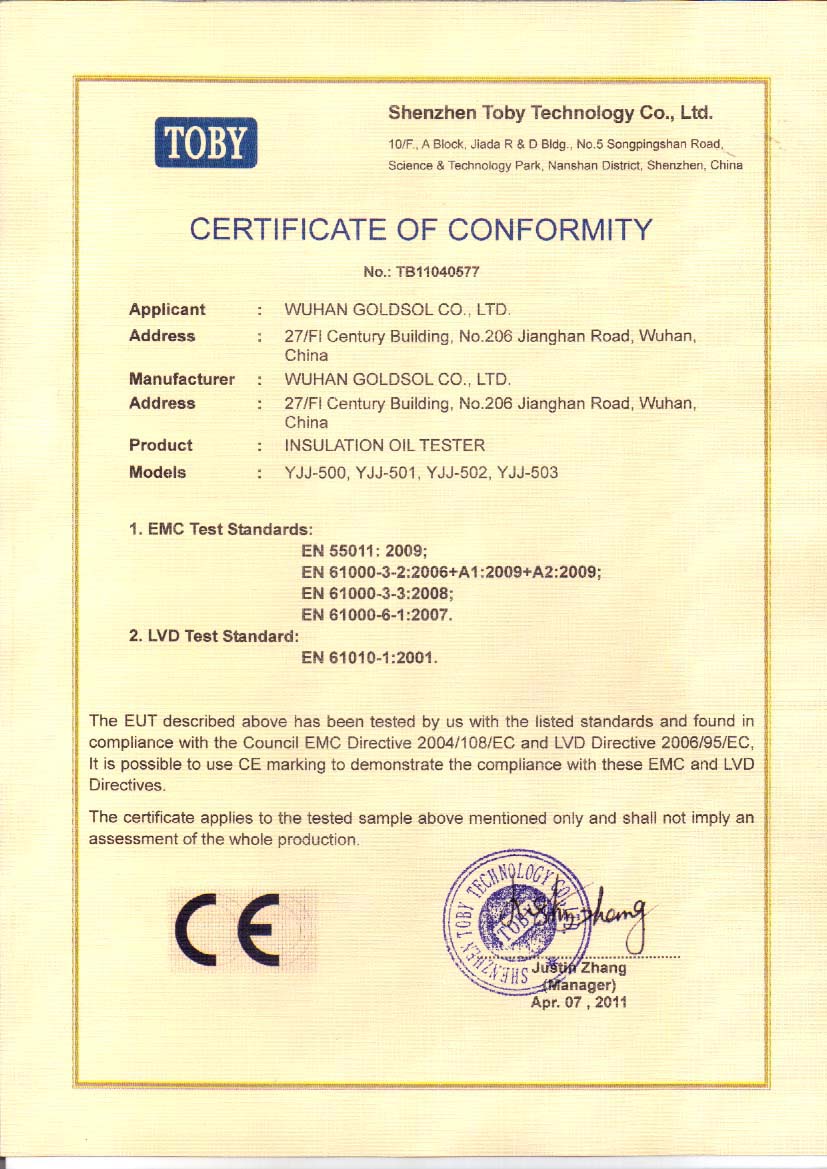 TOBY
Shenzhen Toby Technology Co., Ltd.
10/F., A Block, Jiada R & D Bldg., No.5 Songpingshan Road,
Science & Technology Park, Nanshan District, Shenzhen, China
CERTIFICATE OF CONFORMITY
No.: TB11040577
Applicant : WUHAN GOLDSOL CO., LTD.
Address : 27/Fl Century Building, No.206 Jianghan Road, Wuhan,
China
Manufacturer : WUHAN GOLDSOL CO., LTD.
Address : 27/Fl Century Building, No.206 Jianghan Road, Wuhan,
China
Product : INSULATION OIL TESTER
Models : YJJ-500, YJJ-501, YJJ-502, YJJ-503
1. EMC Test Standards:
EN 55011: 2009;
EN 61000-3-2:2006+A1:2009+A2:2009;
EN 61000-3-3:2008;
EN 61000-6-1:2007.
2. LVD Test Standard:
EN 61010-1:2001.
The EUT described above has been tested by us with the listed standards and found in
compliance with the Council EMC Directive 2004/108/EC and LVD Directive 2006/95/EC,
It is possible to use CE marking to demonstrate the compliance with these EMC and LVD
Directives.
The certificate applies to the tested sample above mentioned only and shall not imply an
assessment of the whole production.
CE
SHENZHEN TOBY TECHNOLOGY CO.
TOBY
Justin Zhang
(Manager)
Apr. 07 , 2011